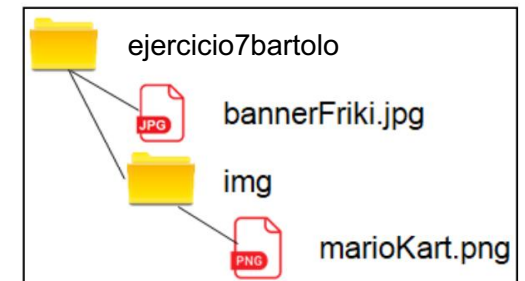 ejercicio7bartolo
JPG
bannerFriki.jpg
img
PNG
marioKart.png